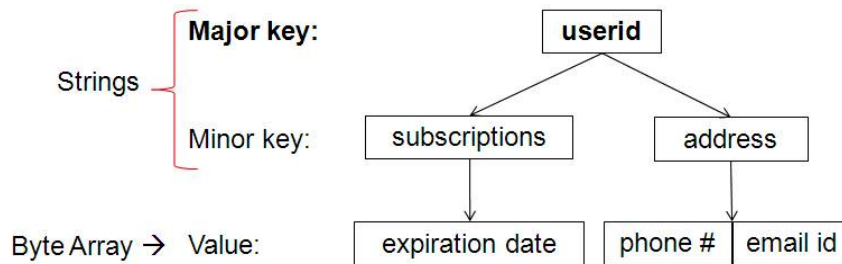 Major key: userid
Strings
Minor key: subscriptions address
Byte Array → Value: expiration date phone # email id